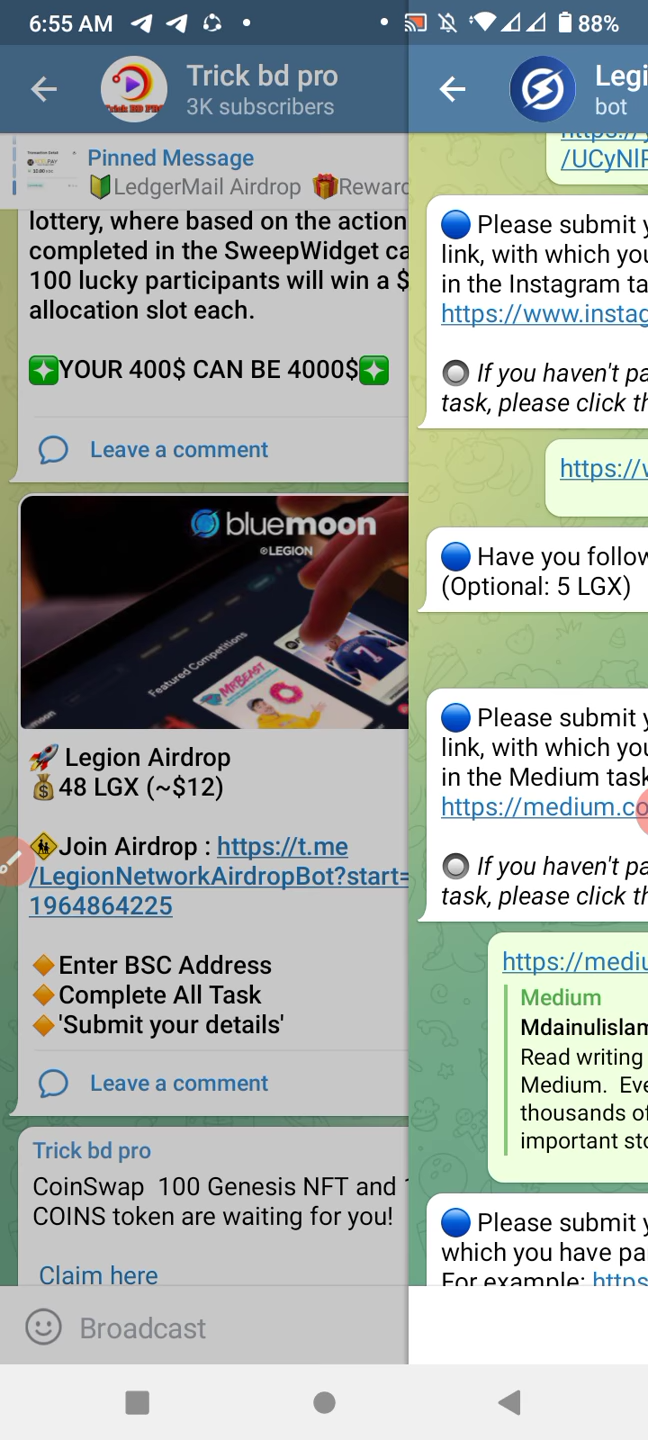 6:55 AM
88%
Trick bd pro
3K subscribers
Pinned Message
LedgerMail Airdrop 🎁Reward
lottery, where based on the action
completed in the SweepWidget ca
100 lucky participants will win a $
allocation slot each.
❇️YOUR 400$ CAN BE 4000$❇️
Leave a comment
bluemoon
@LEGION
Featured Competitions
MRBEAST
7
🚀 Legion Airdrop
💰48 LGX (~$12)
🚸Join Airdrop : https://t.me
/LegionNetworkAirdropBot?start=
1964864225
🔶Enter BSC Address
🔶Complete All Task
🔶'Submit your details'
Leave a comment
Trick bd pro
CoinSwap 100 Genesis NFT and 1
COINS token are waiting for you!
Claim here
Broadcast
Legi
bot
https://y
/UCyNlF
🔵 Please submit y
link, with which you
in the Instagram ta
https://www.instag
🔘 If you haven't pa
task, please click th
https://w
🔵 Have you follow
(Optional: 5 LGX)
🔵 Please submit y
link, with which you
in the Medium task
https://medium.co
🔘 If you haven't pa
task, please click th
https://mediu
Medium
Mdainulislam
Read writing
Medium. Eve
thousands of
important sto
🔵 Please submit y
which you have pa
For example: https